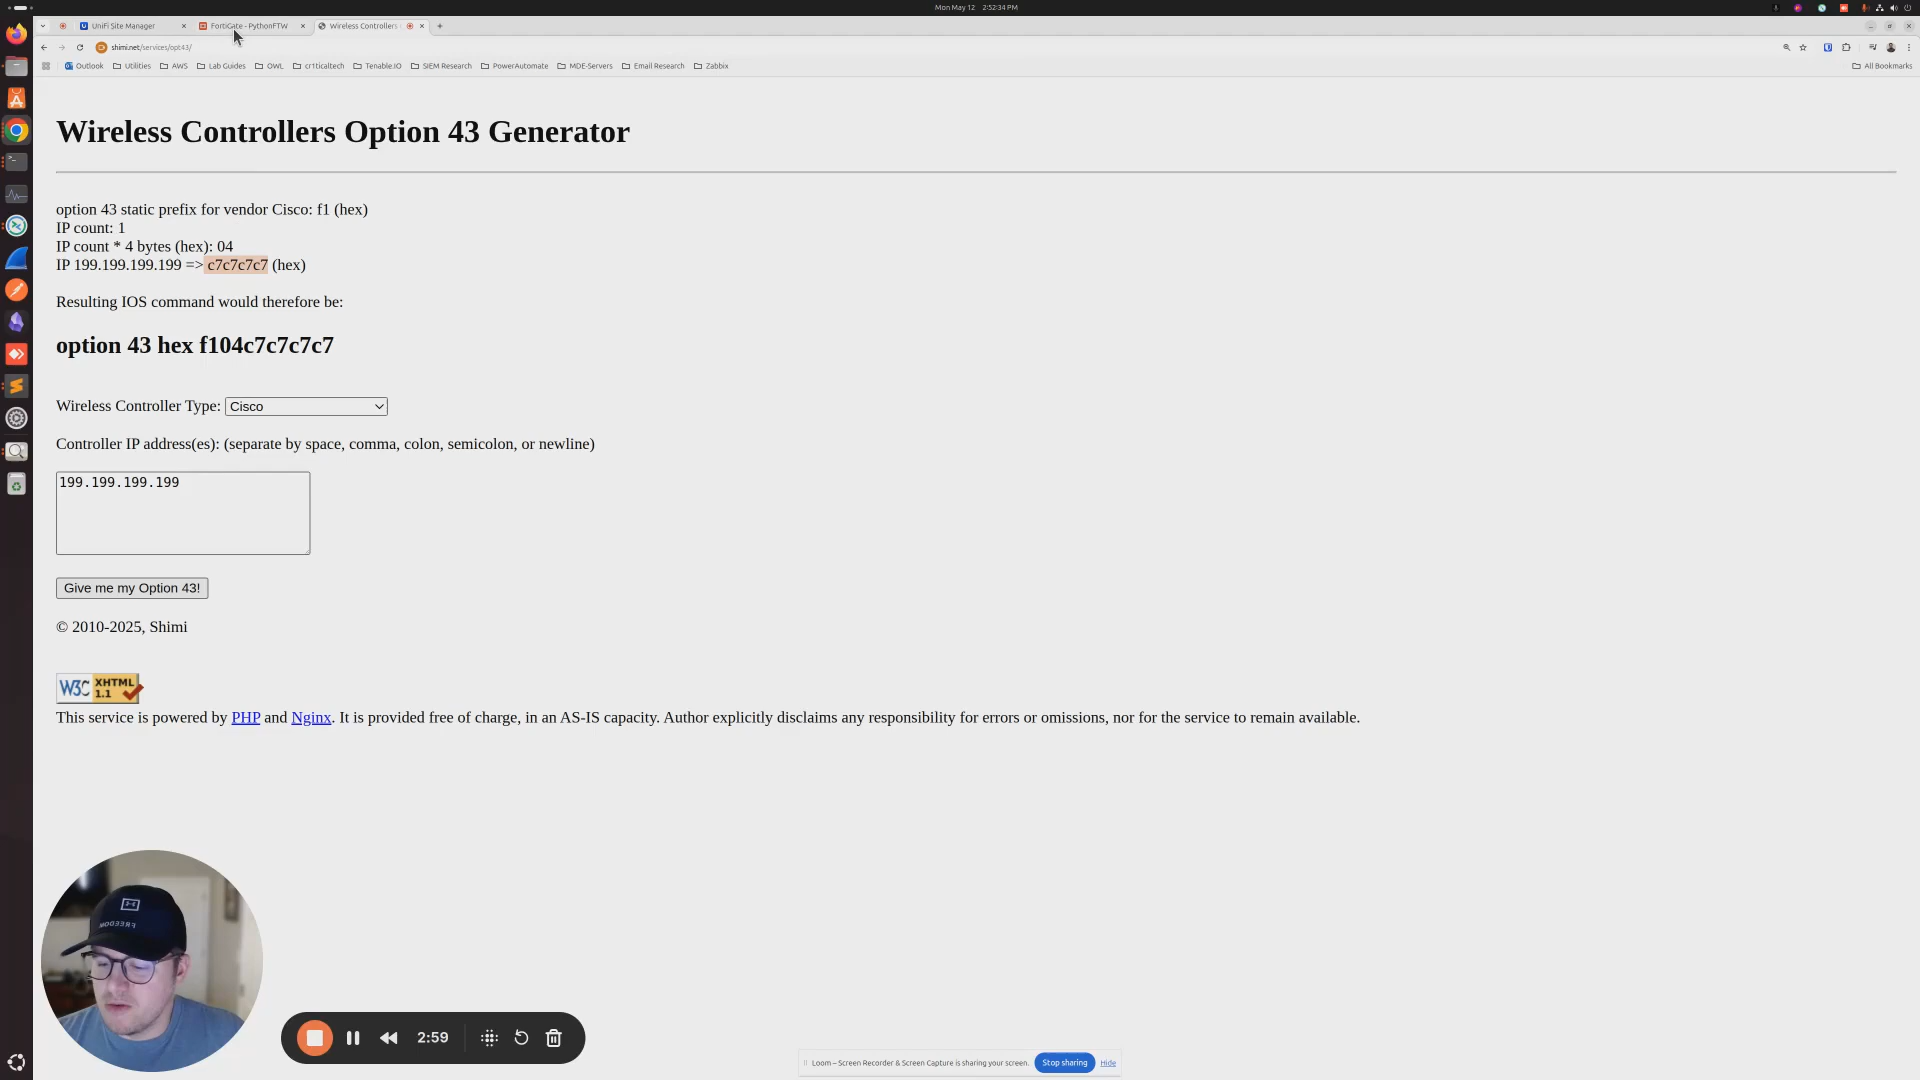 Mon May 12 2:52:34 PM
UniFi Site Manager
FortiGate - PythonFTW
Wireless Controllers
shimi.net/services/opt43/
Outlook
Utilities
AWS
Lab Guides
OWL
cr1ticaltech
Tenable.IO
SIEM Research
PowerAutomate
MDE-Servers
Email Research
Zabbix
All Bookmarks
Wireless Controllers Option 43 Generator
option 43 static prefix for vendor Cisco: f1 (hex)
IP count: 1
IP count * 4 bytes (hex): 04
IP 199.199.199.199 => c7c7c7c7 (hex)
Resulting IOS command would therefore be:
option 43 hex f104c7c7c7c7
Wireless Controller Type: Cisco
Controller IP address(es): (separate by space, comma, colon, semicolon, or newline)
199.199.199.199
Give me my Option 43!
© 2010-2025, Shimi
W3C XHTML 1.1
This service is powered by PHP and Nginx. It is provided free of charge, in an AS-IS capacity. Author explicitly disclaims any responsibility for errors or omissions, nor for the service to remain available.
FREEDOM
2:59
Loom – Screen Recorder & Screen Capture is sharing your screen.
Stop sharing
Hide